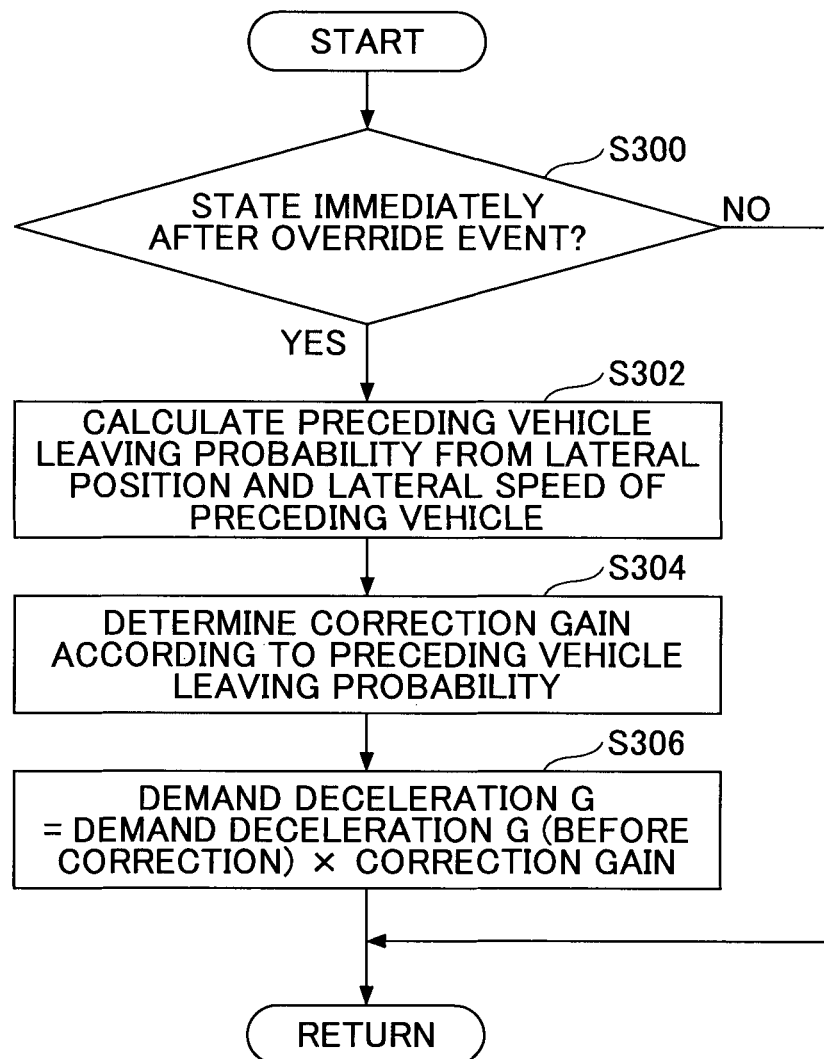 START
S300
STATE IMMEDIATELY
AFTER OVERRIDE EVENT?
NO
YES
S302
CALCULATE PRECEDING VEHICLE
LEAVING PROBABILITY FROM LATERAL
POSITION AND LATERAL SPEED OF
PRECEDING VEHICLE
S304
DETERMINE CORRECTION GAIN
ACCORDING TO PRECEDING VEHICLE
LEAVING PROBABILITY
S306
DEMAND DECELERATION G
= DEMAND DECELERATION G (BEFORE
CORRECTION) × CORRECTION GAIN
RETURN